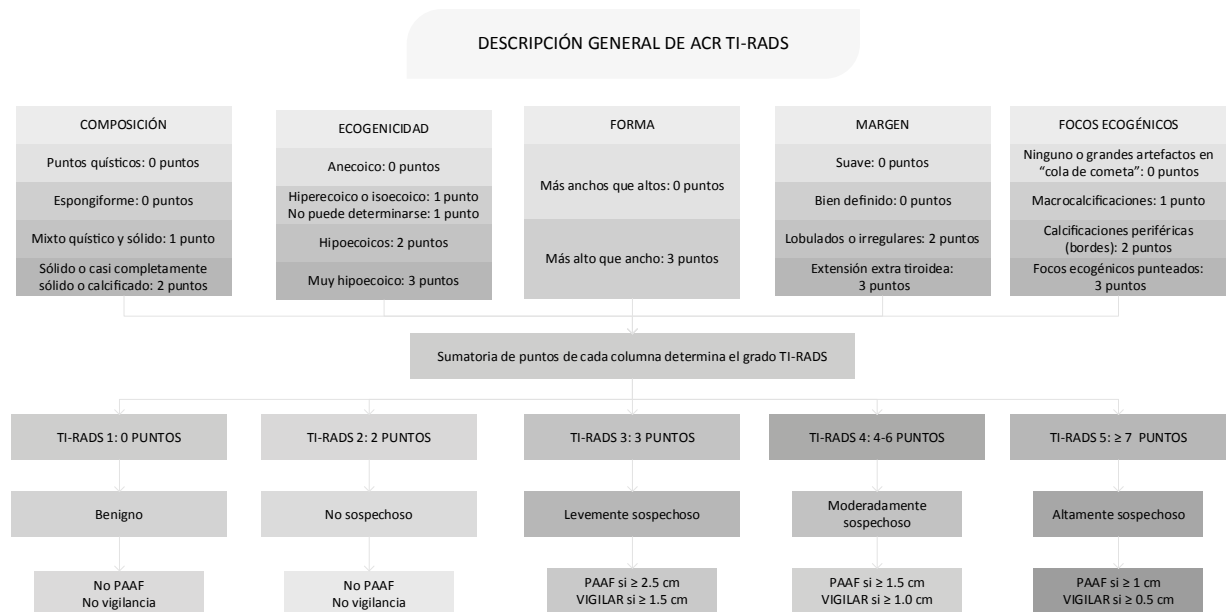 DESCRIPCIÓN GENERAL DE ACR TI-RADS
COMPOSICIÓN
Puntos quísticos: 0 puntos
Espongiforme: 0 puntos
Mixto quístico y sólido: 1 punto
Sólido o casi completamente
sólido o calcificado: 2 puntos
ECOGENICIDAD
Anecoico: 0 puntos
Hiperecoico o isoecoico: 1 punto
No puede determinarse: 1 punto
Hipoecoicos: 2 puntos
Muy hipoecoico: 3 puntos
FORMA
Más anchos que altos: 0 puntos
Más alto que ancho: 3 puntos
MARGEN
Suave: 0 puntos
Bien definido: 0 puntos
Lobulados o irregulares: 2 puntos
Extensión extra tiroidea:
3 puntos
FOCOS ECOGÉNICOS
Ninguno o grandes artefactos en
“cola de cometa”: 0 puntos
Macrocalcificaciones: 1 punto
Calcificaciones periféricas
(bordes): 2 puntos
Focos ecogénicos punteados:
3 puntos
Sumatoria de puntos de cada columna determina el grado TI-RADS
TI-RADS 1: 0 PUNTOS
Benigno
No PAAF
No vigilancia
TI-RADS 2: 2 PUNTOS
No sospechoso
No PAAF
No vigilancia
TI-RADS 3: 3 PUNTOS
Levemente sospechoso
PAAF si ≥ 2.5 cm
VIGILAR si ≥ 1.5 cm
TI-RADS 4: 4-6 PUNTOS
Moderadamente
sospechoso
PAAF si ≥ 1.5 cm
VIGILAR si ≥ 1.0 cm
TI-RADS 5: ≥ 7 PUNTOS
Altamente sospechoso
PAAF si ≥ 1 cm
VIGILAR si ≥ 0.5 cm